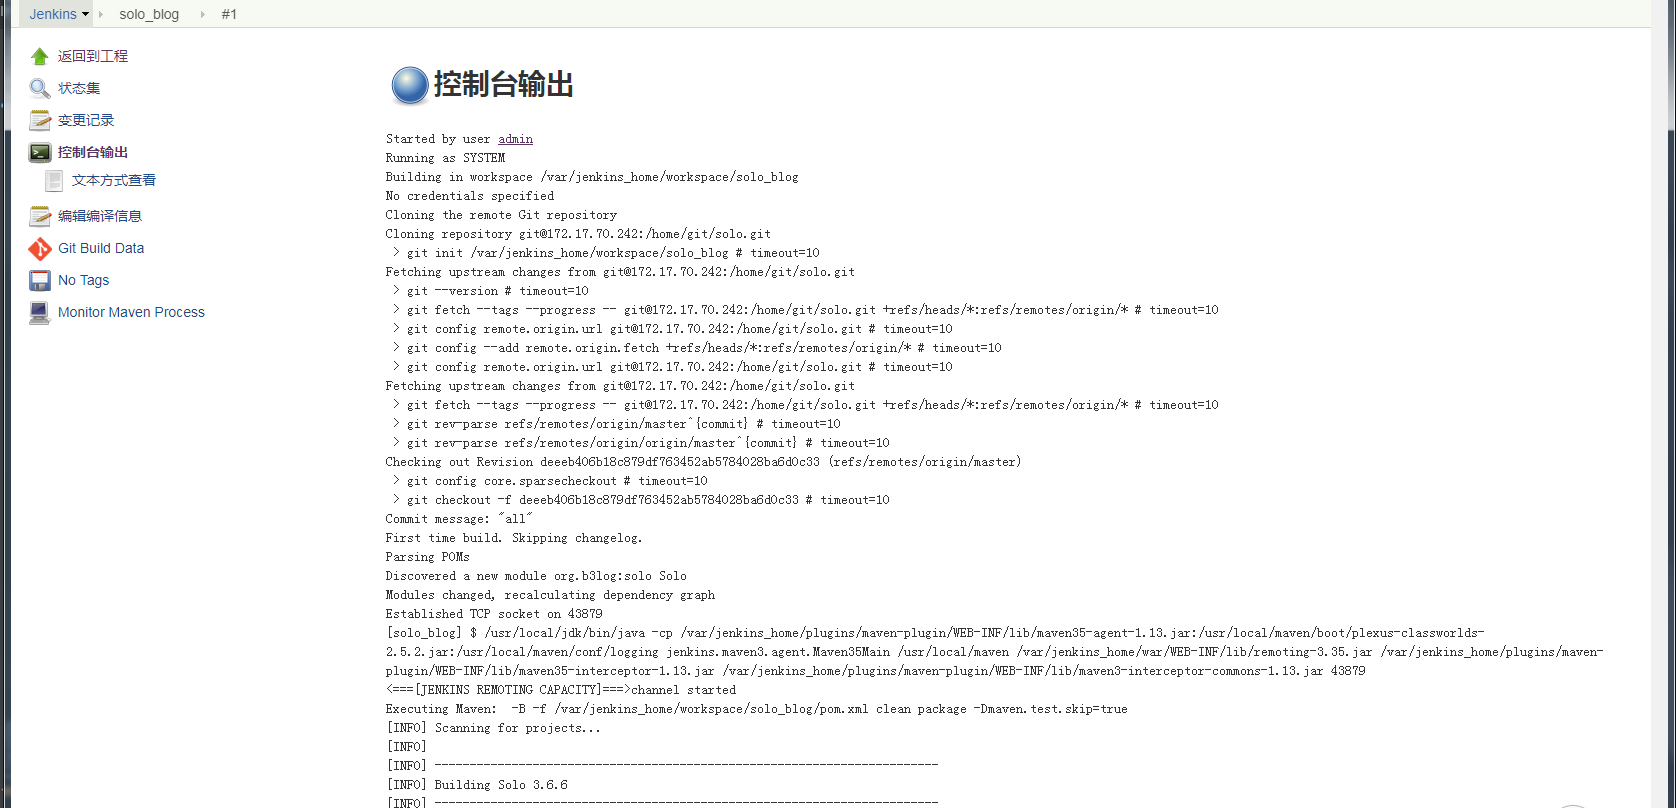 Jenkins solo_blog #1
返回到工程
状态集
变更记录
控制台输出
文本方式查看
编辑编译信息
Git Build Data
No Tags
Monitor Maven Process
控制台输出
Started by user admin
Running as SYSTEM
Building in workspace /var/jenkins_home/workspace/solo_blog
No credentials specified
Cloning the remote Git repository
Cloning repository git@172.17.70.242:/home/git/solo.git
 > git init /var/jenkins_home/workspace/solo_blog # timeout=10
Fetching upstream changes from git@172.17.70.242:/home/git/solo.git
 > git --version # timeout=10
 > git fetch --tags --progress -- git@172.17.70.242:/home/git/solo.git +refs/heads/*:refs/remotes/origin/* # timeout=10
 > git config remote.origin.url git@172.17.70.242:/home/git/solo.git # timeout=10
 > git config --add remote.origin.fetch +refs/heads/*:refs/remotes/origin/* # timeout=10
 > git config remote.origin.url git@172.17.70.242:/home/git/solo.git # timeout=10
Fetching upstream changes from git@172.17.70.242:/home/git/solo.git
 > git fetch --tags --progress -- git@172.17.70.242:/home/git/solo.git +refs/heads/*:refs/remotes/origin/* # timeout=10
 > git rev-parse refs/remotes/origin/master^{commit} # timeout=10
 > git rev-parse refs/remotes/origin/origin/master^{commit} # timeout=10
Checking out Revision deeeb406b18c879df763452ab5784028ba6d0c33 (refs/remotes/origin/master)
 > git config core.sparsecheckout # timeout=10
 > git checkout -f deeeb406b18c879df763452ab5784028ba6d0c33 # timeout=10
Commit message: "all"
First time build. Skipping changelog.
Parsing POMs
Discovered a new module org.b3log:solo Solo
Modules changed, recalculating dependency graph
Established TCP socket on 43879
[solo_blog] $ /usr/local/jdk/bin/java -cp /var/jenkins_home/plugins/maven-plugin/WEB-INF/lib/maven35-agent-1.13.jar:/usr/local/maven/boot/plexus-classworlds-
2.5.2.jar:/usr/local/maven/conf/logging jenkins.maven3.agent.Maven35Main /usr/local/maven /var/jenkins_home/war/WEB-INF/lib/remoting-3.35.jar /var/jenkins_home/plugins/maven-
plugin/WEB-INF/lib/maven35-interceptor-1.13.jar /var/jenkins_home/plugins/maven-plugin/WEB-INF/lib/maven3-interceptor-commons-1.13.jar 43879
<===[JENKINS REMOTING CAPACITY]===>channel started
Executing Maven:  -B -f /var/jenkins_home/workspace/solo_blog/pom.xml clean package -Dmaven.test.skip=true
[INFO] Scanning for projects...
[INFO]
[INFO] ------------------------------------------------------------------------
[INFO] Building Solo 3.6.6
[INFO] ------------------------------------------------------------------------